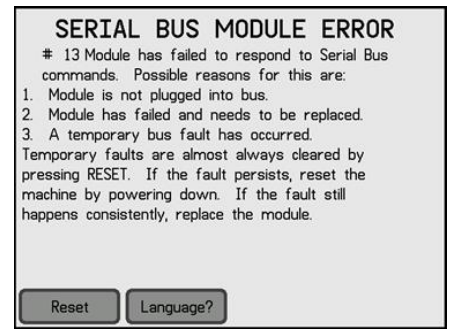 SERIAL BUS MODULE ERROR
# 13 Module has failed to respond to Serial Bus
commands. Possible reasons for this are:
1. Module is not plugged into bus.
2. Module has failed and needs to be replaced.
3. A temporary bus fault has occurred.
Temporary faults are almost always cleared by
pressing RESET. If the fault persists, reset the
machine by powering down. If the fault still
happens consistently, replace the module.
Reset Language?